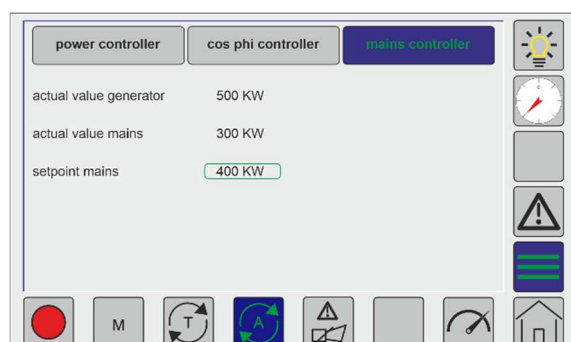 power controller cos phi controller mains controller
actual value generator 500 KW
actual value mains 300 KW
setpoint mains 400 KW
M T A